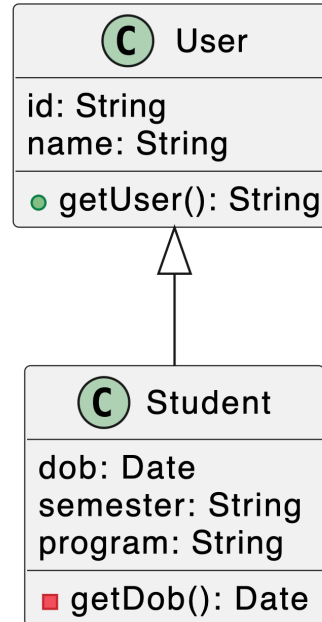 C User
id: String
name: String
getUser(): String
C Student
dob: Date
semester: String
program: String
getDob(): Date